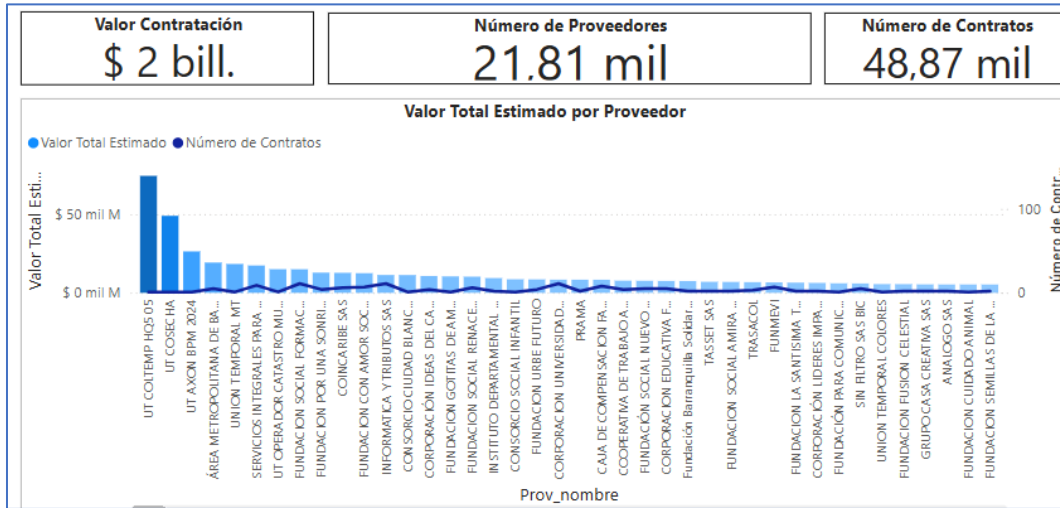 Valor Contratación
$ 2 bill.
Número de Proveedores
21,81 mil
Número de Contratos
48,87 mil
Valor Total Estimado por Proveedor
Valor Total Estimado
Número de Contratos
Valor Total Esti...
$ 50 mil M
$ 0 mil M
100
0
Número de Contr...
UT COLTEMP HQ5 05
UT COSECHA
UT AXON BPM 2024
ÁREA METROPOLITANA DE BA...
UNION TEMPORAL MT
SERVICIOS INTEGRALES PARA ...
UT OPERADOR CATASTRO MU...
FUNDACION SOCIAL FORMAC...
FUNDACION POR UNA SONRI...
COINCARIBE SAS
FUNDACION CON AMOR SOC...
INFORMATICA Y TRIBUTOS SAS
CONSORCIO CIUDAD BLANC...
CORPORACIÓN IDEAS DEL CA...
FUNDACION GOTITAS DE AM...
FUNDACION SOCIAL RENACE...
INSTITUTO DEPARTAMENTAL ...
CONSORCIO SOCIAL INFANTIL
FUNDACION URBE FUTURO
CORPORACION UNIVERSIDAD...
PRAMA
CAJA DE COMPENSACION FA...
COOPERATIVA DE TRABAJO A...
FUNDACIÓN SOCIAL NUEVO ...
CORPORACION EDUCATIVA F...
Fundación Barranquilla Solidar...
TASSET SAS
FUNDACION SOCIAL AMIRA ...
TRASACOL
FUNIMEVI
FUNDACION LA SANTISIMA T...
CORPORACIÓN LIDERES IMPA...
FUNDACIÓN PARA COMUNIC...
SIN FILTRO SAS BIC
UNION TEMPORAL COLORES
FUNDACION FUSION CELESTIAL
GRUPO CASA CREATIVA SAS
ANALOGO SAS
FUNDACION CUIDADO ANIMAL
FUNDACION SEMILLAS DE LA ...
Prov_nombre